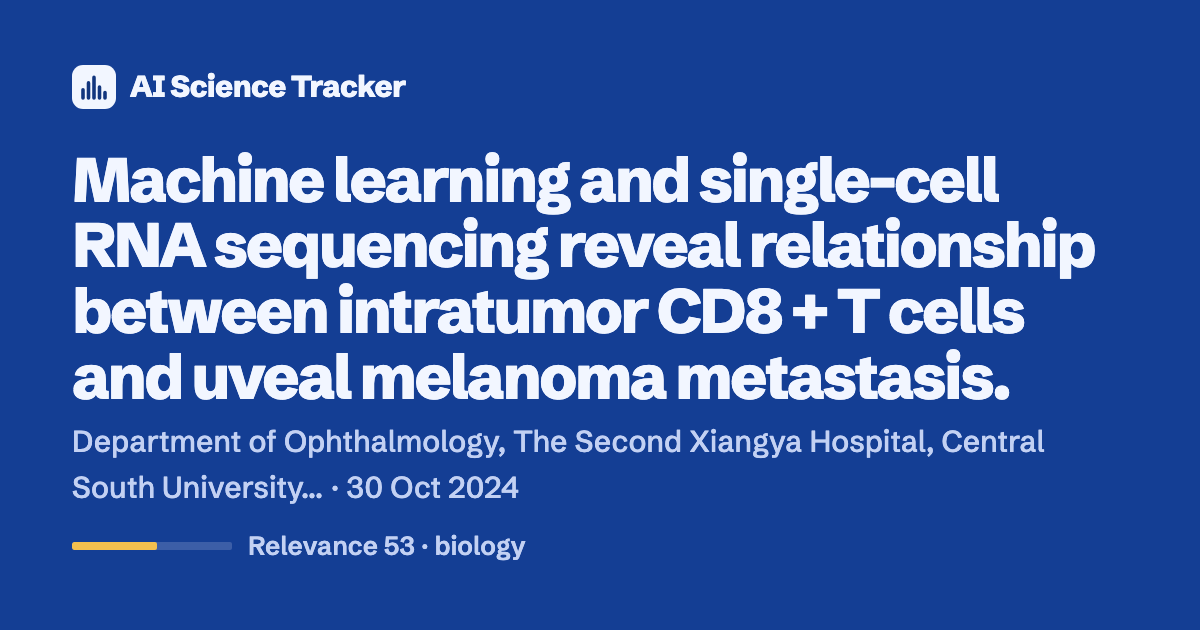 AI Science Tracker
Machine learning and single-cell
RNA sequencing reveal relationship
between intratumor CD8 + T cells
and uveal melanoma metastasis.
Department of Ophthalmology, The Second Xiangya Hospital, Central
South University... · 30 Oct 2024
Relevance 53 · biology